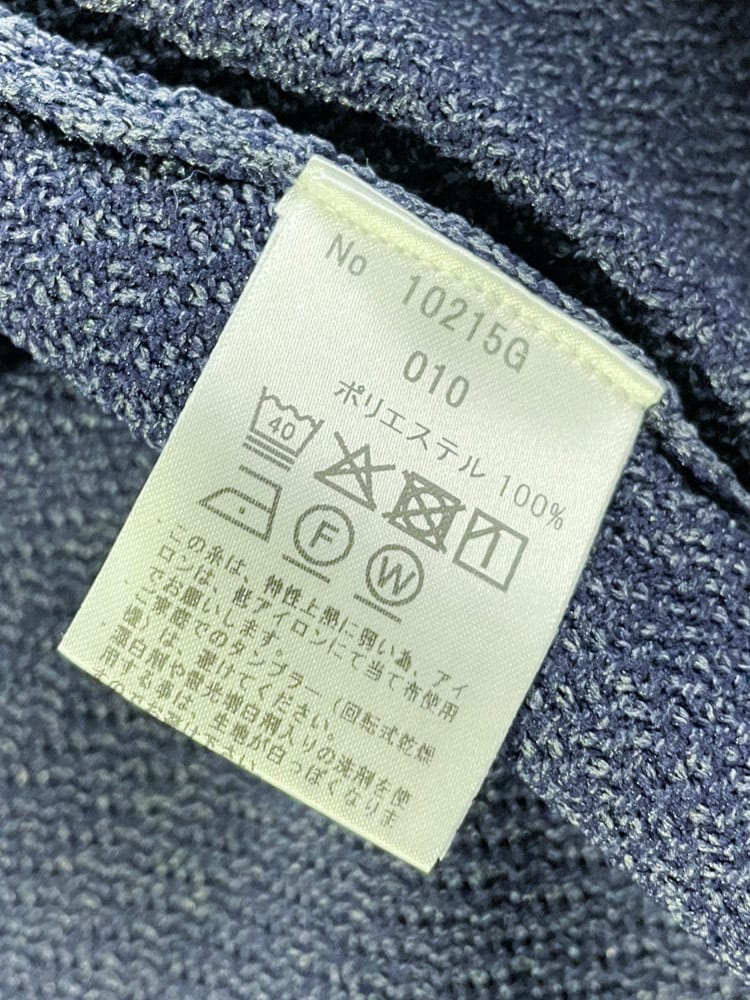 No 10215G
010
ポリエステル 100%
40
F W
・この糸は、特性上熱に弱い為、アイ
ロンは、低アイロンにて当て布使用
でお願いします。
・ご家庭でのタンブラー（回転式乾燥
機）は、避けてください。
漂白剤や蛍光増白剤入りの洗剤を使
用する事は、生地が白っぽくなりま